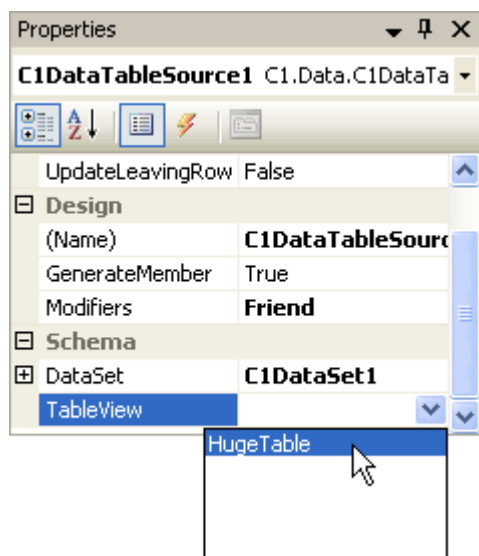 Properties
C1DataTableSource1 C1.Data.C1DataTa
A
Z
UpdateLeavingRow False
Design
(Name) C1DataTableSourc
GenerateMember True
Modifiers Friend
Schema
DataSet C1DataSet1
TableView
HugeTable